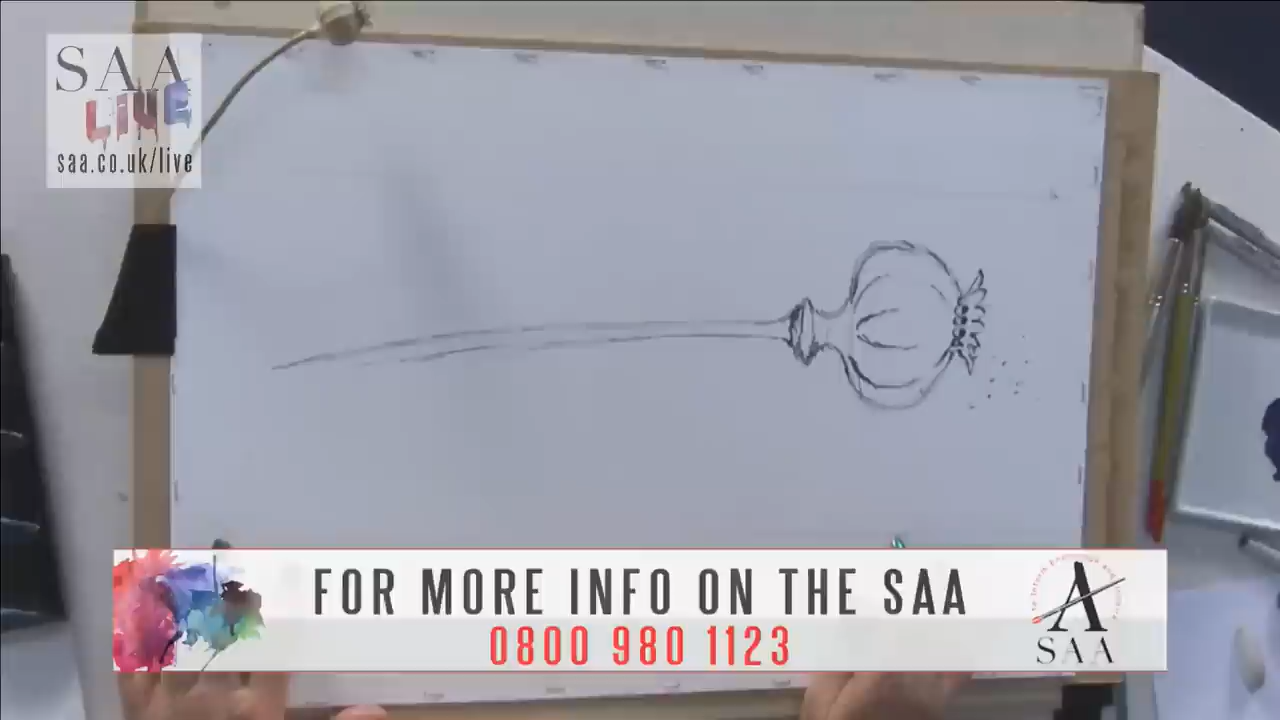 SAA
LIVE
saa.co.uk/live
FOR MORE INFO ON THE SAA
0800 980 1123
A
SAA